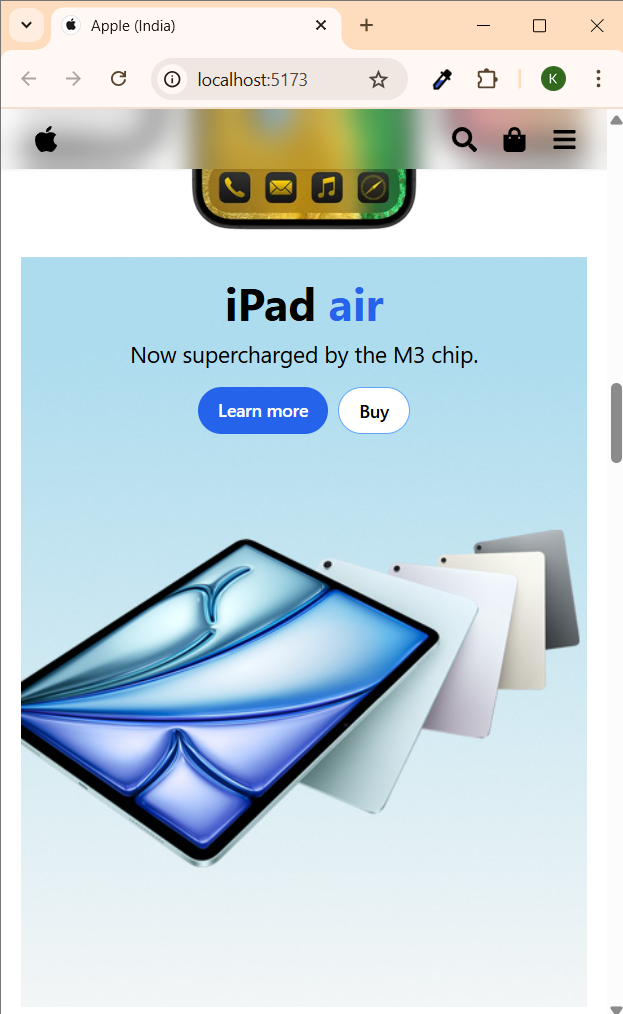 Apple (India)
localhost:5173
K
iPad air
Now supercharged by the M3 chip.
Learn more
Buy